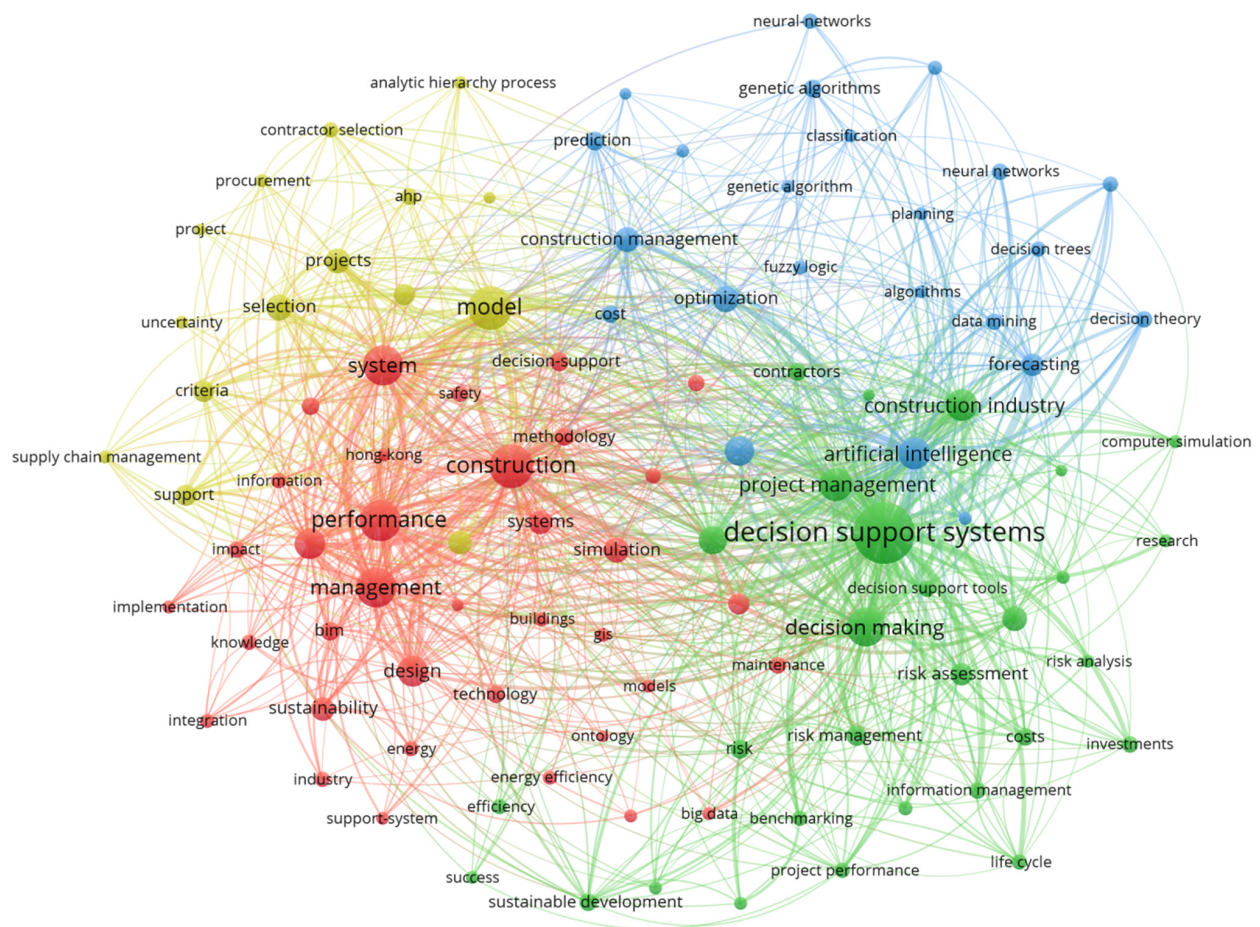 neural-networks
analytic hierarchy process
genetic algorithms
contractor selection
classification
prediction
neural networks
procurement
genetic algorithm
ahp
planning
project
construction management
decision trees
projects
fuzzy logic
algorithms
optimization
selection
model
cost
uncertainty
data mining
decision theory
decision-support
system
contractors
forecasting
criteria
safety
construction industry
methodology
computer simulation
supply chain management
hong-kong
artificial intelligence
construction
information
project management
support
performance
systems
decision support systems
research
impact
simulation
management
decision support tools
implementation
buildings
decision making
bim
gis
knowledge
maintenance
risk analysis
design
risk assessment
models
technology
sustainability
integration
ontology
risk management
costs
energy
risk
investments
industry
energy efficiency
information management
efficiency
support-system
big data
benchmarking
life cycle
project performance
success
sustainable development